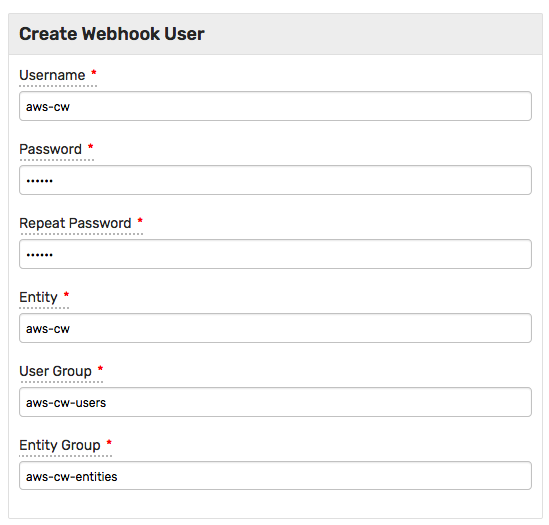 Create Webhook User
Username *
aws-cw
Password *
••••••
Repeat Password *
••••••
Entity *
aws-cw
User Group *
aws-cw-users
Entity Group *
aws-cw-entities